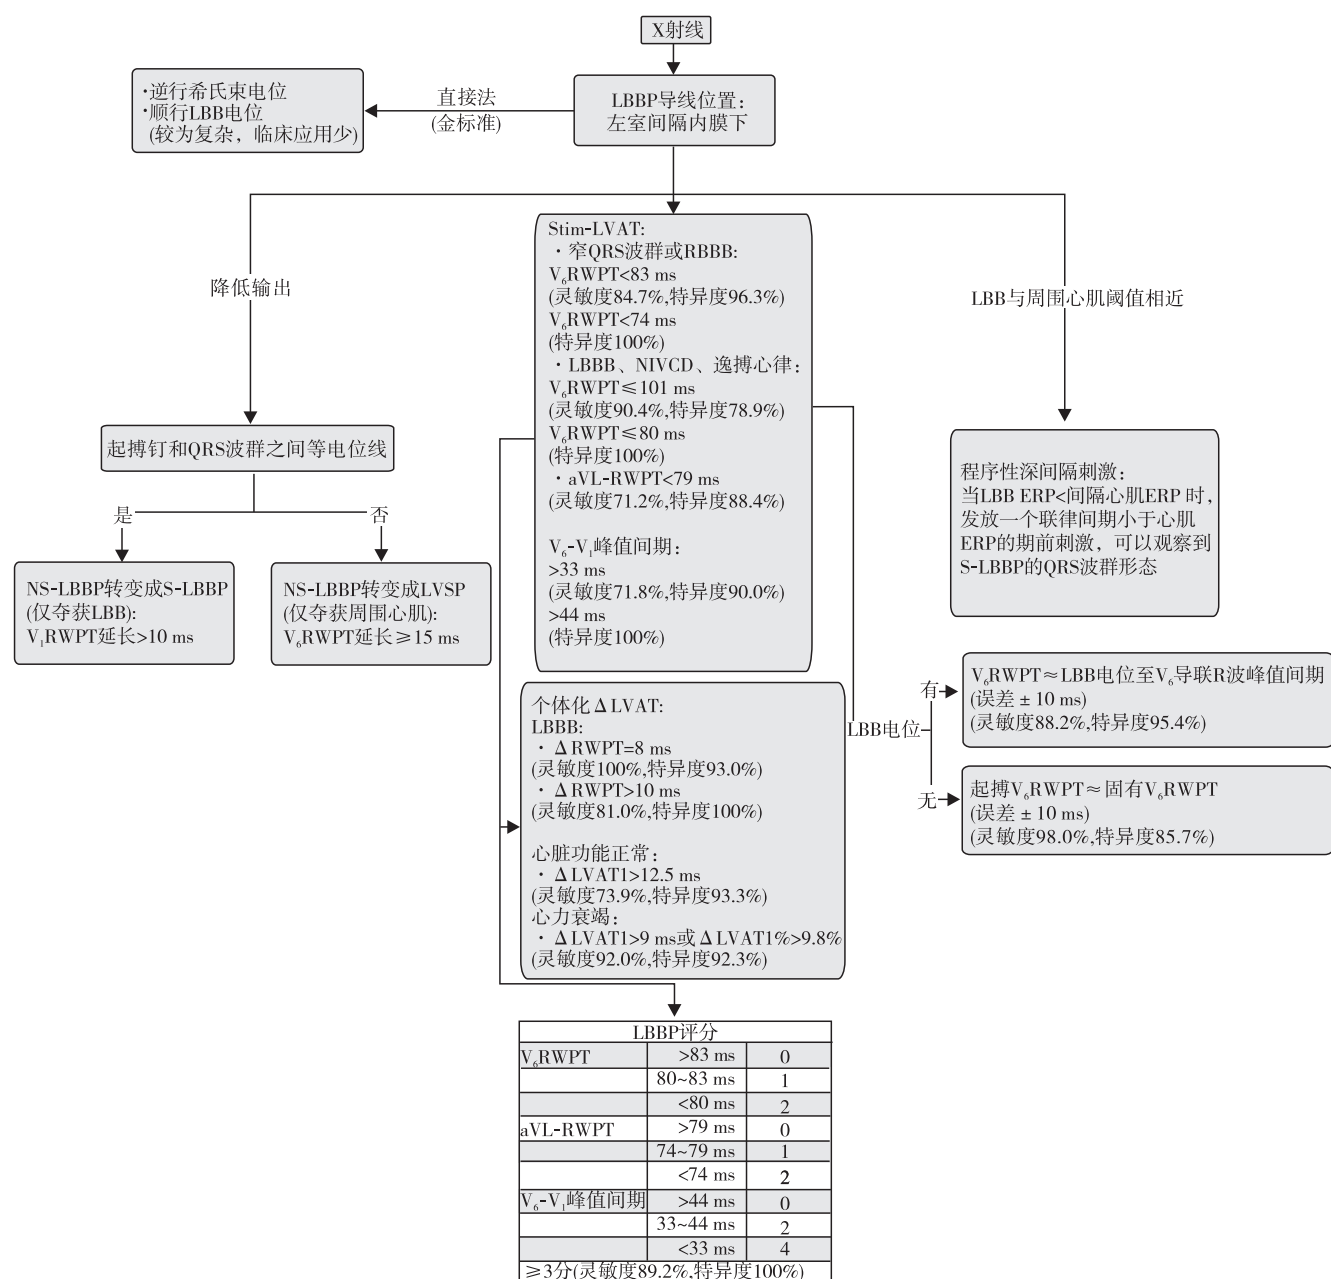 X射线
LBBP导线位置：
左室间隔内膜下
直接法
(金标准)
·逆行希氏束电位
·顺行LBB电位
(较为复杂，临床应用少)
降低输出
起搏钉和QRS波群之间等电位线
是
否
NS-LBBP转变成S-LBBP
(仅夺获LBB):
V₁RWPT延长>10 ms
NS-LBBP转变成LVSP
(仅夺获周围心肌):
V₆RWPT延长≥15 ms
Stim-LVAT:
·窄QRS波群或RBBB:
V₆RWPT<83 ms
(灵敏度84.7%,特异度96.3%)
V₆RWPT<74 ms
(特异度100%)
·LBBB、NIVCD、逸搏心律：
V₆RWPT≤101 ms
(灵敏度90.4%,特异度78.9%)
V₆RWPT≤80 ms
(特异度100%)
·aVL-RWPT<79 ms
(灵敏度71.2%,特异度88.4%)
V₆-V₁峰值间期：
>33 ms
(灵敏度71.8%,特异度90.0%)
>44 ms
(特异度100%)
LBB与周围心肌阈值相近
程序性深间隔刺激：
当LBB ERP<间隔心肌ERP 时，
发放一个联律间期小于心肌
ERP的期前刺激，可以观察到
S-LBBP的QRS波群形态
个体化ΔLVAT:
LBBB:
·ΔRWPT=8 ms
(灵敏度100%,特异度93.0%)
·ΔRWPT>10 ms
(灵敏度81.0%,特异度100%)
心脏功能正常：
·ΔLVAT1>12.5 ms
(灵敏度73.9%,特异度93.3%)
心力衰竭：
·ΔLVAT1>9 ms或ΔLVAT1%>9.8%
(灵敏度92.0%,特异度92.3%)
LBB电位
有
V₆RWPT≈LBB电位至V₆导联R波峰值间期
(误差±10 ms)
(灵敏度88.2%,特异度95.4%)
无
起搏V₆RWPT≈固有V₆RWPT
(误差±10 ms)
(灵敏度98.0%,特异度85.7%)
LBBP评分
V₆RWPT >83 ms 0
80~83 ms 1
<80 ms 2
aVL-RWPT >79 ms 0
74~79 ms 1
<74 ms 2
V₆-V₁峰值间期 >44 ms 0
33~44 ms 2
<33 ms 4
≥3分(灵敏度89.2%,特异度100%)